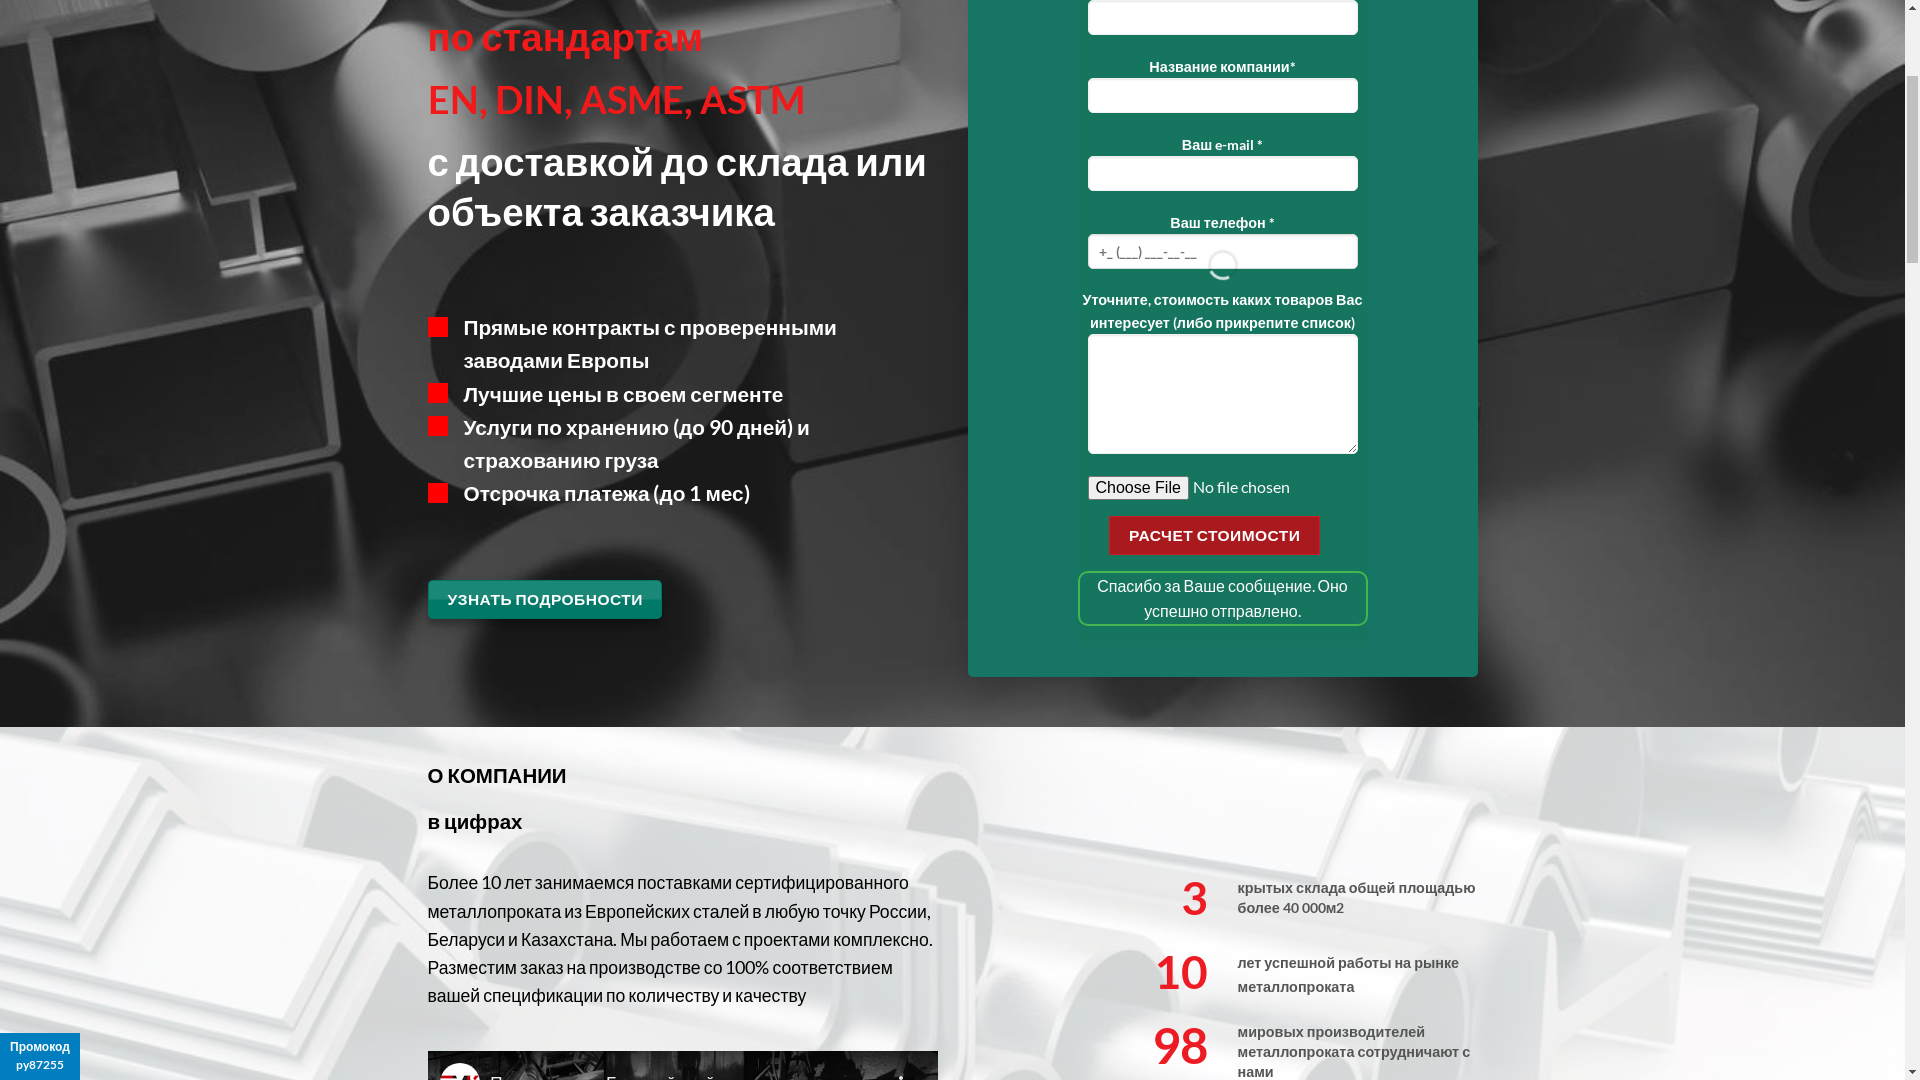 по стандартам
EN, DIN, ASME, ASTM
с доставкой до склада или
объекта заказчика
Прямые контракты с проверенными
заводами Европы
Лучшие цены в своем сегменте
Услуги по хранению (до 90 дней) и
страхованию груза
Отсрочка платежа (до 1 мес)
УЗНАТЬ ПОДРОБНОСТИ
Название компании*
Ваш e-mail *
Ваш телефон *
+_ (___) ___-__-__
Уточните, стоимость каких товаров Вас
интересует (либо прикрепите список)
Choose File No file chosen
РАСЧЕТ СТОИМОСТИ
Спасибо за Ваше сообщение. Оно
успешно отправлено.
О КОМПАНИИ
в цифрах
Более 10 лет занимаемся поставками сертифицированного
металлопроката из Европейских сталей в любую точку России,
Беларуси и Казахстана. Мы работаем с проектами комплексно.
Разместим заказ на производстве со 100% соответствием
вашей спецификации по количеству и качеству
3
крытых склада общей площадью
более 40 000м2
10
лет успешной работы на рынке
металлопроката
98
мировых производителей
металлопроката сотрудничают с
нами
Промокод
py87255